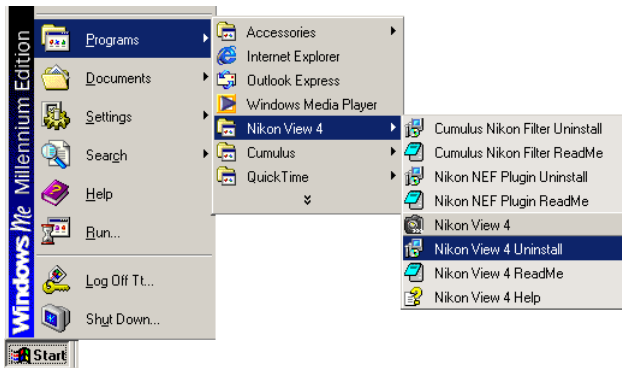 Windows Me Millennium Edition
Programs
Documents
Settings
Search
Help
Run...
Log Off Tt...
Shut Down...
Start
Accessories
Internet Explorer
Outlook Express
Windows Media Player
Nikon View 4
Cumulus
QuickTime
Cumulus Nikon Filter Uninstall
Cumulus Nikon Filter ReadMe
Nikon NEF Plugin Uninstall
Nikon NEF Plugin ReadMe
Nikon View 4
Nikon View 4 Uninstall
Nikon View 4 ReadMe
Nikon View 4 Help